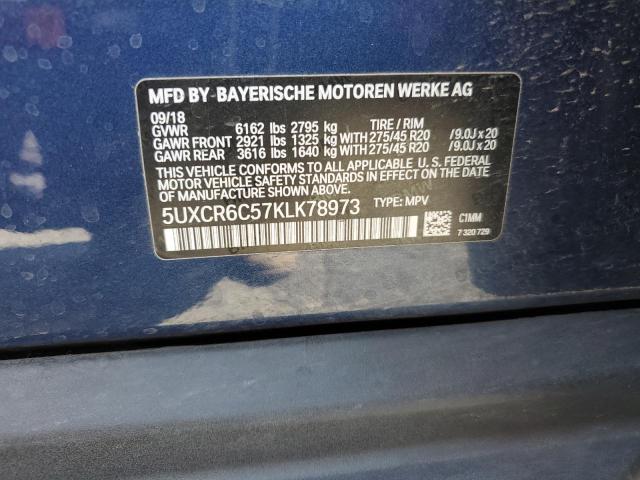 MFD BY BAYERISCHE MOTOREN WERKE AG
09/18
GVWR 6162 lbs 2795 kg TIRE / RIM
GAWR FRONT 2921 lbs 1325 kg WITH 275/45 R20 / 9.0J x 20
GAWR REAR 3616 lbs 1640 kg WITH 275/45 R20 / 9.0J x 20
THIS VEHICLE CONFORMS TO ALL APPLICABLE U. S. FEDERAL
MOTOR VEHICLE SAFETY STANDARDS IN EFFECT ON THE DATE
OF MANUFACTURE SHOWN ABOVE.
5UXCR6C57KLK78973 TYPE: MPV
C1MM
7 320 729